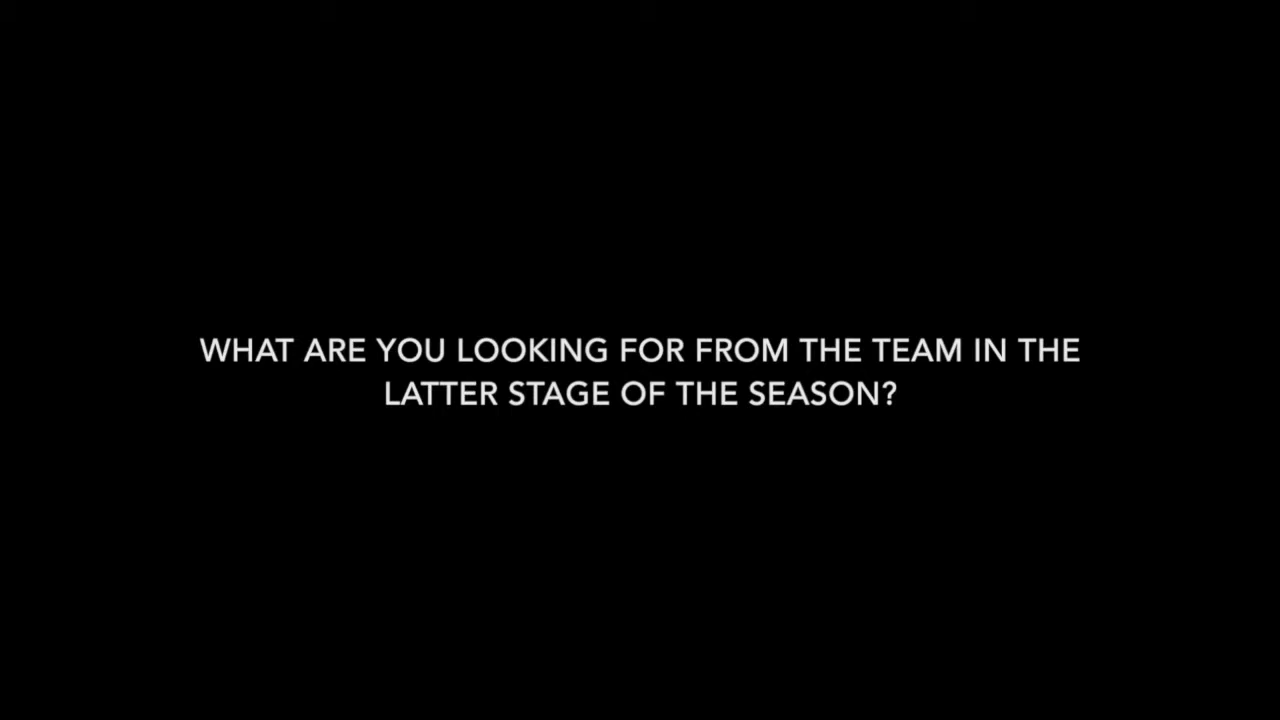 WHAT ARE YOU LOOKING FOR FROM THE TEAM IN THE
LATTER STAGE OF THE SEASON?